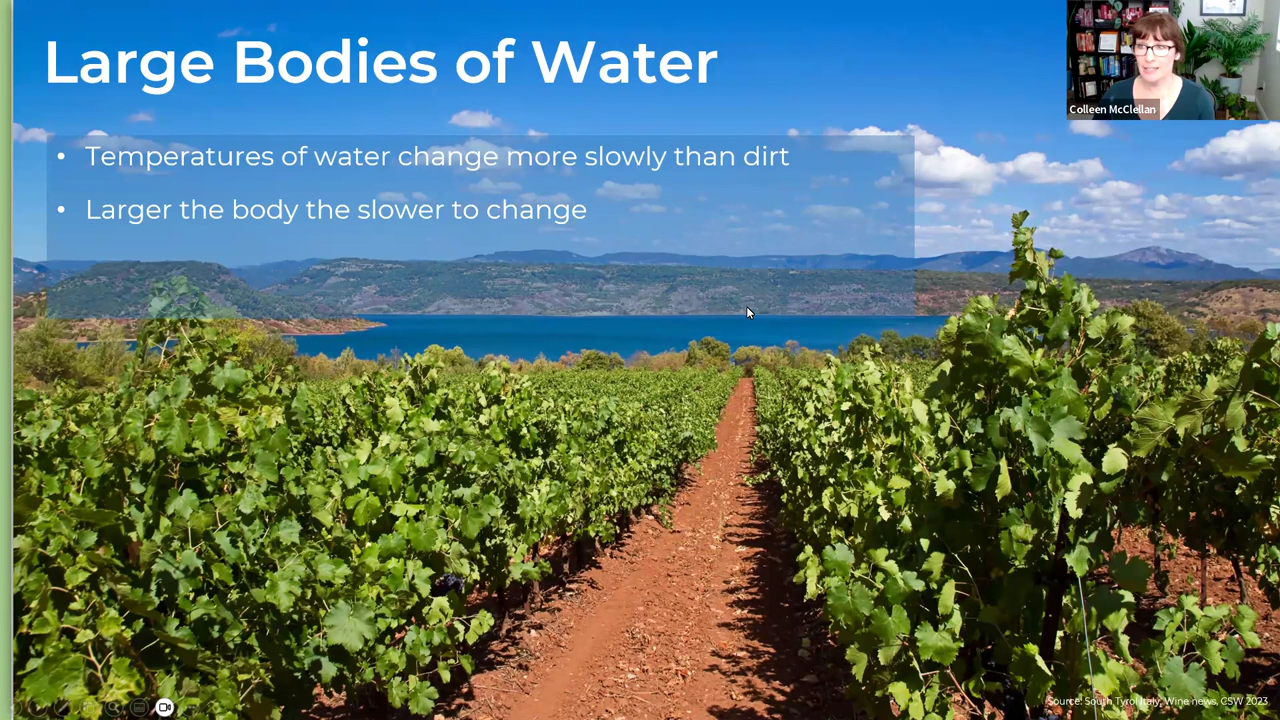 Large Bodies of Water
Colleen McClellan
• Temperatures of water change more slowly than dirt
• Larger the body the slower to change
Source: South Tyrol Italy, Wine news, CSW 2023